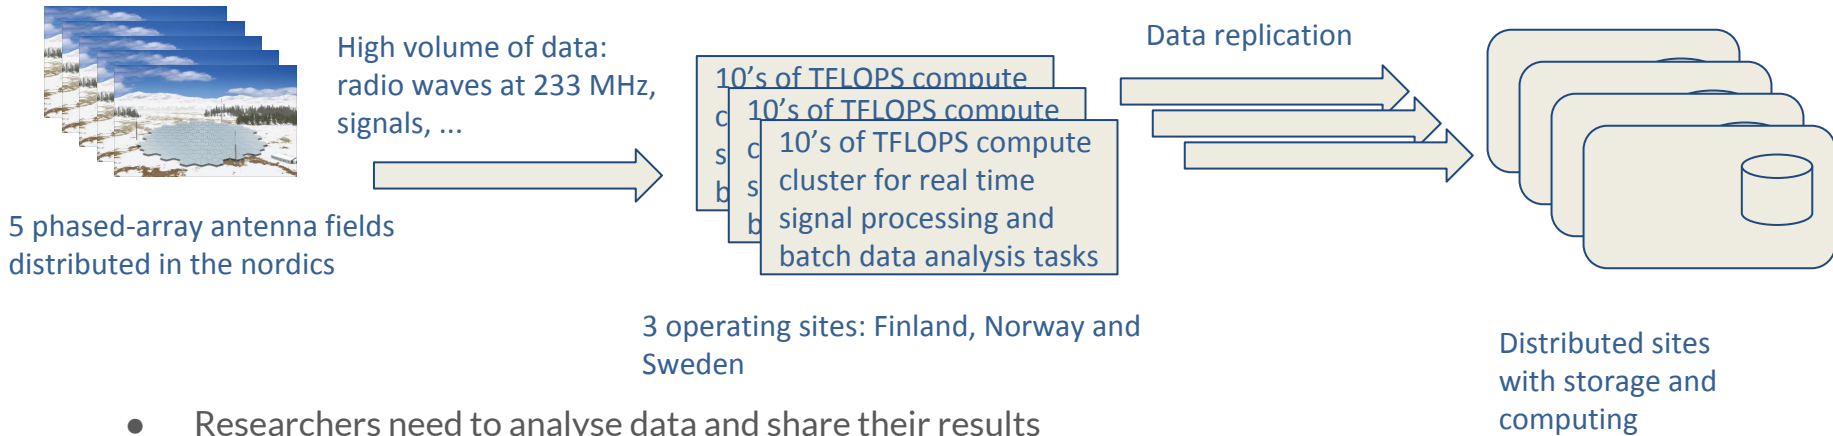 High volume of data:
radio waves at 233 MHz,
signals, ...
5 phased-array antenna fields
distributed in the nordics
10's of TFLOPS compute
c
s
b
10's of TFLOPS compute
c
s
b
10's of TFLOPS compute
cluster for real time
signal processing and
batch data analysis tasks
3 operating sites: Finland, Norway and
Sweden
Data replication
Distributed sites
with storage and
computing
● Researchers need to analyse data and share their results